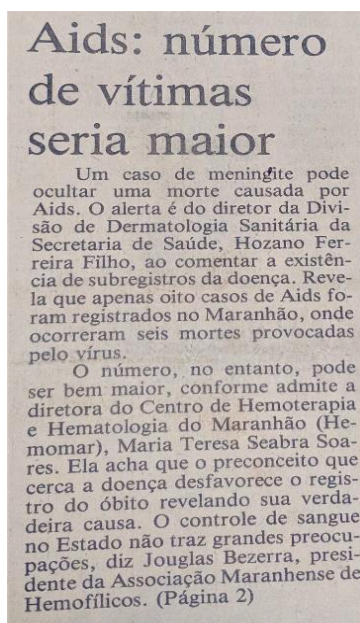 Aids: número
de vítimas
seria maior
Um caso de meningite pode
ocultar uma morte causada por
Aids. O alerta é do diretor da Divi-
são de Dermatologia Sanitária da
Secretaria de Saúde, Hozano Fer-
reira Filho, ao comentar a existên-
cia de subregistros da doença. Reve-
la que apenas oito casos de Aids fo-
ram registrados no Maranhão, onde
ocorreram seis mortes provocadas
pelo vírus.
O número, no entanto, pode
ser bem maior, conforme admite a
diretora do Centro de Hemoterapia
e Hematologia do Maranhão (He-
momar), Maria Teresa Seabra Soa-
res. Ela acha que o preconceito que
cerca a doença desfavorece o regis-
tro do óbito revelando sua verda-
deira causa. O controle de sangue
no Estado não traz grandes preocu-
pações, diz Jouglas Bezerra, presi-
dente da Associação Maranhense de
Hemofílicos. (Página 2)